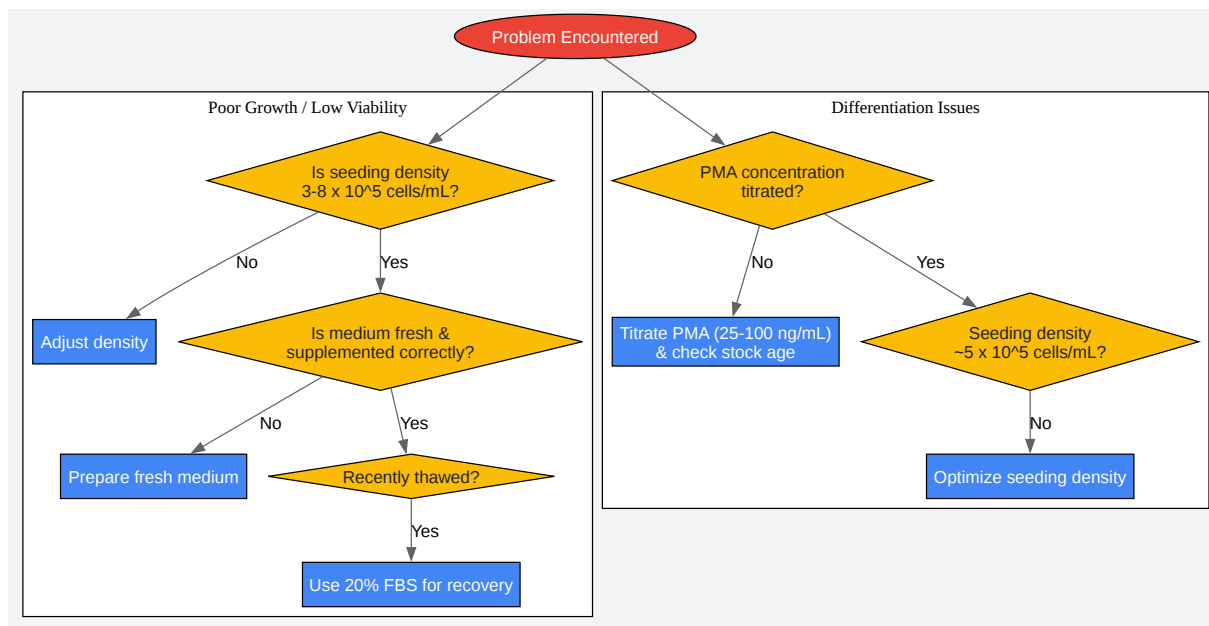 Problem Encountered
Poor Growth / Low Viability
Is seeding density
3-8 x 10^5 cells/mL?
No
Yes
Adjust density
Is medium fresh &
supplemented correctly?
No
Yes
Prepare fresh medium
Recently thawed?
Yes
Use 20% FBS for recovery
Differentiation Issues
PMA concentration
titrated?
No
Yes
Titrate PMA (25-100 ng/mL)
& check stock age
Seeding density
~5 x 10^5 cells/mL?
No
Optimize seeding density